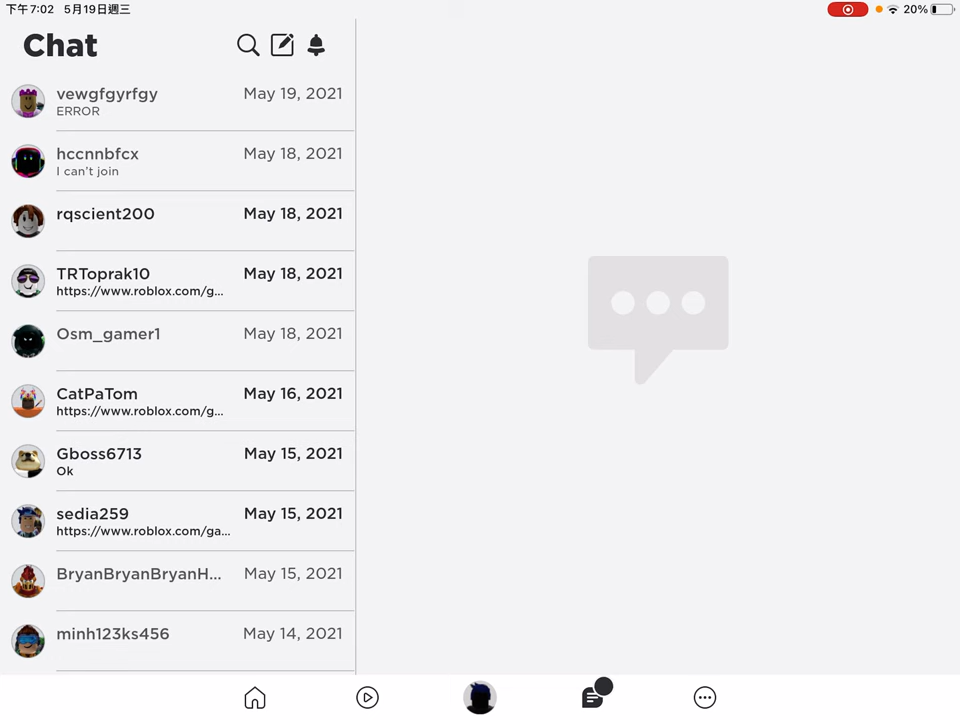 下午7:02 5月19日週三
20%
Chat
vewgfgyrfgy May 19, 2021
ERROR
hccnnbfcx May 18, 2021
I can't join
rqscient200 May 18, 2021
TRToprak10 May 18, 2021
https://www.roblox.com/g...
Osm_gamer1 May 18, 2021
CatPaTom May 16, 2021
https://www.roblox.com/g...
Gboss6713 May 15, 2021
Ok
sedia259 May 15, 2021
https://www.roblox.com/ga...
BryanBryanBryanH... May 15, 2021
minh123ks456 May 14, 2021